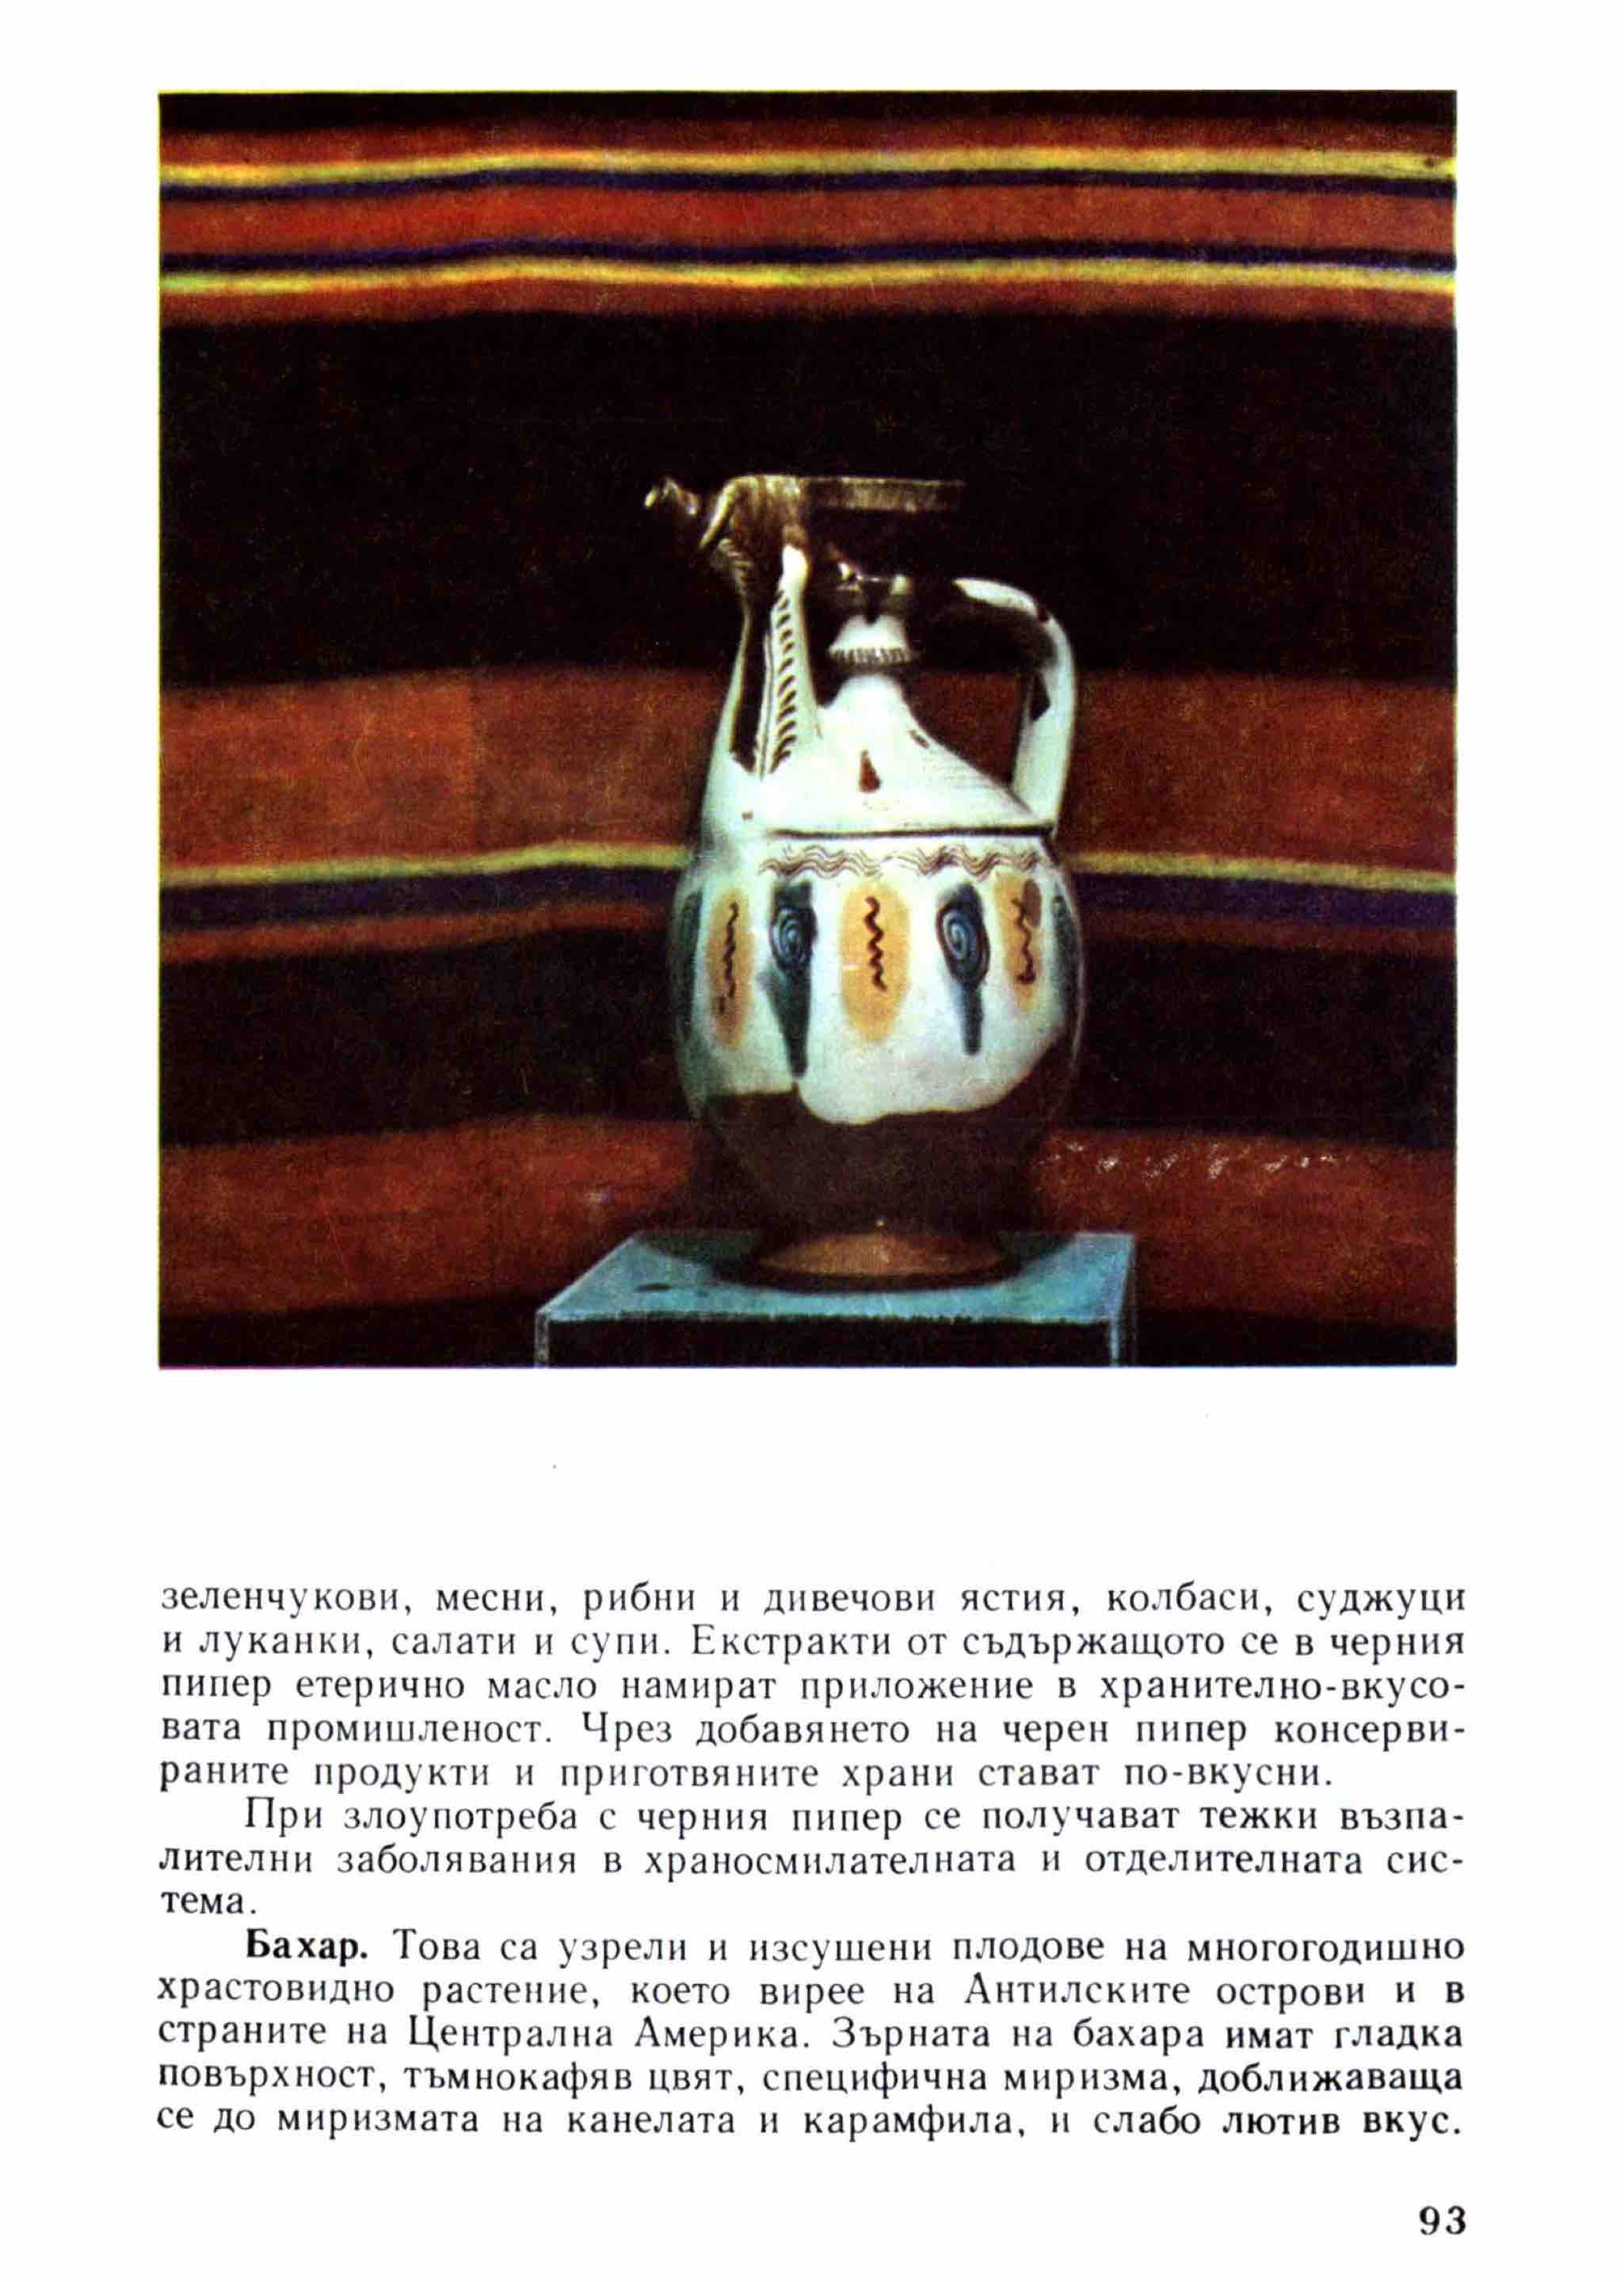 зеленчукови, месни, рибни и дивечови ястия, колбаси, суджуци
и луканки, салати и супи. Екстракти от съдържащото се в черния
пипер етерично масло намират приложение в хранително-вкусо-
вата промишленост. Чрез добавянето на черен пипер консерви-
раните продукти и приготвяните храни стават по-вкусни.
При злоупотреба с черния пипер се получават тежки възпа-
лителни заболявания в храносмилателната и отделителната сис-
тема.
Бахар. Това са узрели и изсушени плодове на многогодишно
храстовидно растение, което вирее на Антилските острови и в
страните на Централна Америка. Зърната на бахара имат гладка
повърхност, тъмнокафяв цвят, специфична миризма, доближаваща
се до миризмата на канелата и карамфила, и слабо лютив вкус.
93